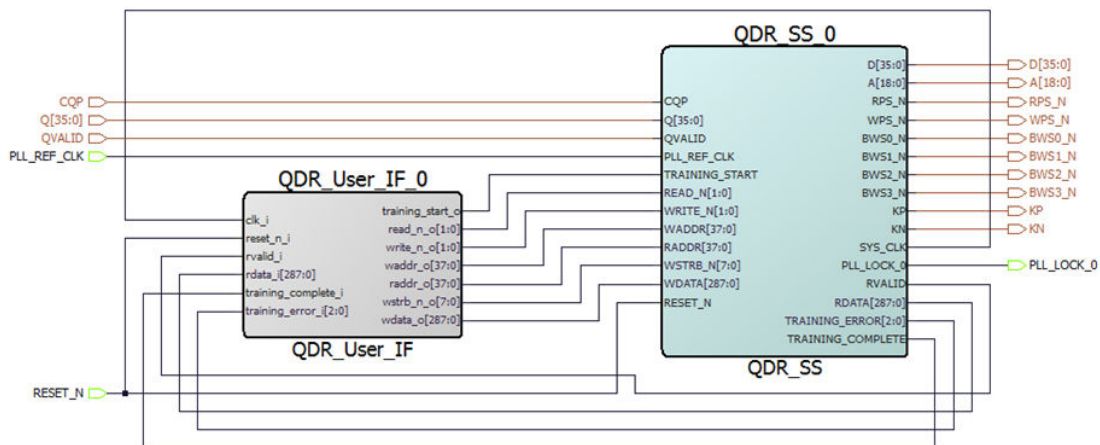 QDR_SS_0
CQP
Q[35:0]
QVALID
PLL_REF_CLK
RESET_N
QDR_User_IF_0
clk_i
reset_n_i
rvalid_i
rdata_i[287:0]
training_complete_i
training_error_i[2:0]
training_start_o
read_n_o[1:0]
write_n_o[1:0]
waddr_o[37:0]
raddr_o[37:0]
wstrb_n_o[7:0]
wdata_o[287:0]
QDR_User_IF
CQP
Q[35:0]
QVALID
PLL_REF_CLK
TRAINING_START
READ_N[1:0]
WRITE_N[1:0]
WADDR[37:0]
RADDR[37:0]
WSTRB_N[7:0]
WDATA[287:0]
RESET_N
D[35:0]
A[18:0]
RPS_N
WPS_N
BWS0_N
BWS1_N
BWS2_N
BWS3_N
KP
KN
SYS_CLK
PLL_LOCK_0
RVALID
RDATA[287:0]
TRAINING_ERROR[2:0]
TRAINING_COMPLETE
QDR_SS
D[35:0]
A[18:0]
RPS_N
WPS_N
BWS0_N
BWS1_N
BWS2_N
BWS3_N
KP
KN
PLL_LOCK_0